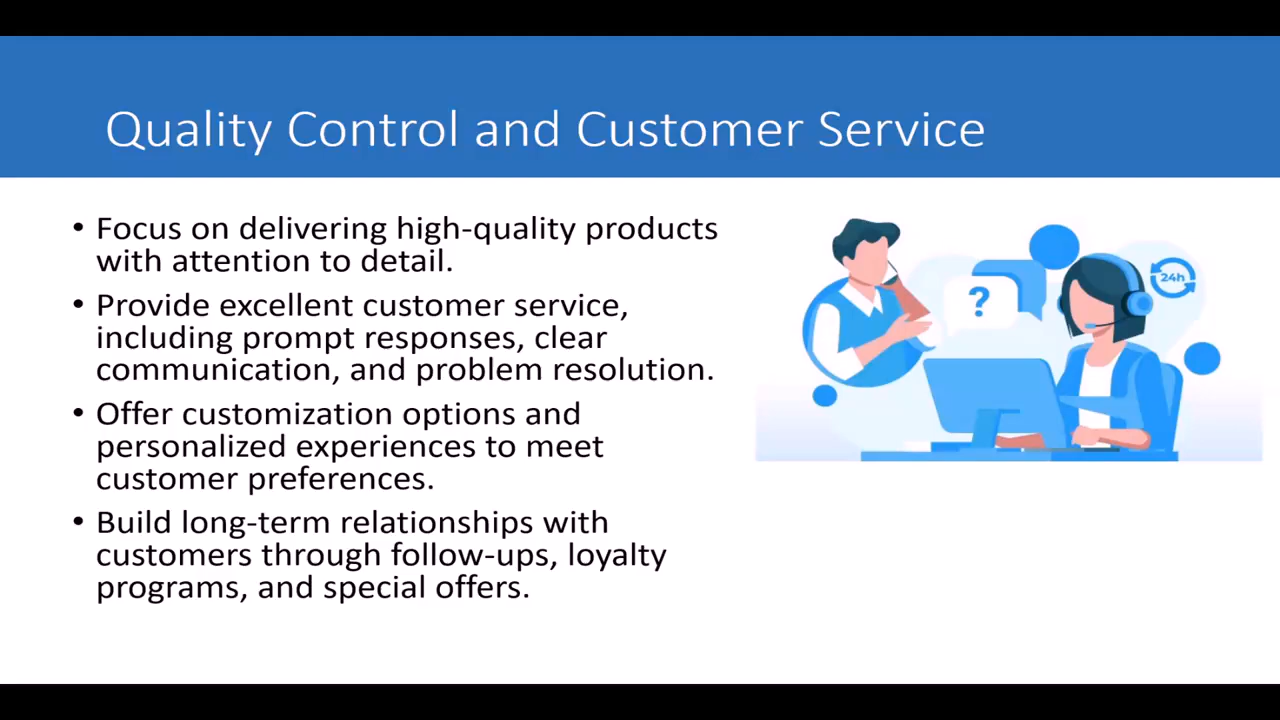 Quality Control and Customer Service
• Focus on delivering high-quality products
with attention to detail.
• Provide excellent customer service,
including prompt responses, clear
communication, and problem resolution.
• Offer customization options and
personalized experiences to meet
customer preferences.
• Build long-term relationships with
customers through follow-ups, loyalty
programs, and special offers.
?
24h